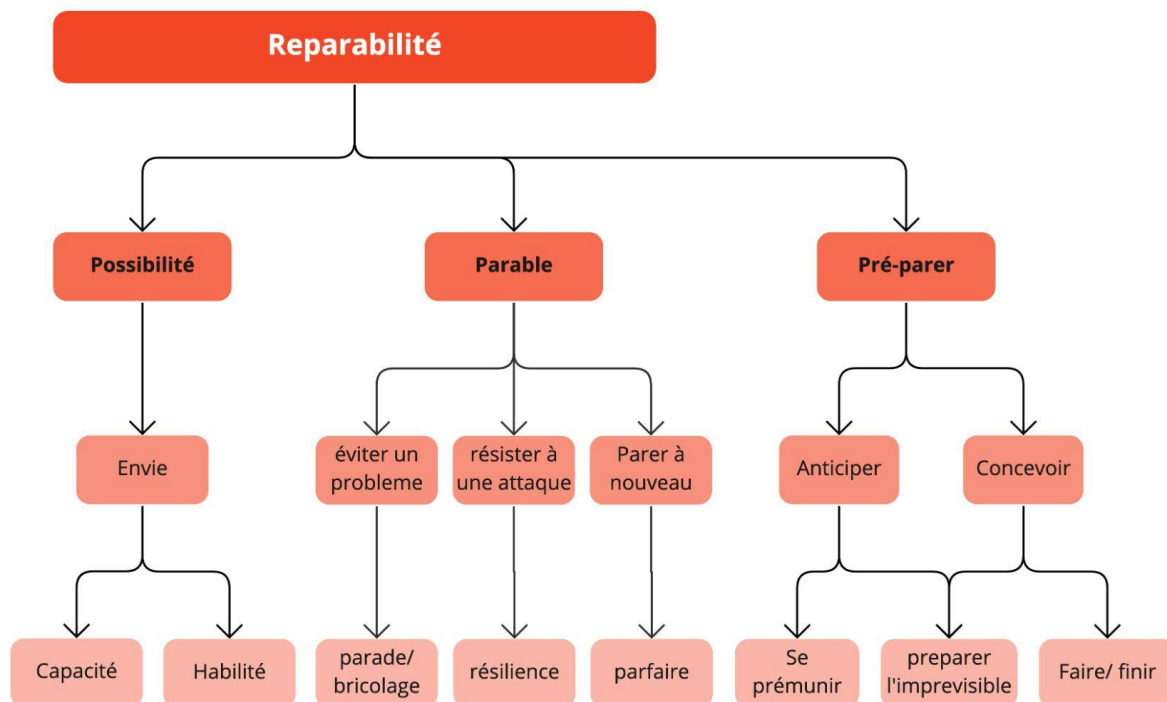 Reparabilité
Possibilité
Parable
Pré-parer
Envie
éviter un
probleme
résister à
une attaque
Parer à
nouveau
Anticiper
Concevoir
Capacité
Habilité
parade/
bricolage
résilience
parfaire
Se
prémunir
preparer
l'imprevisible
Faire/ finir